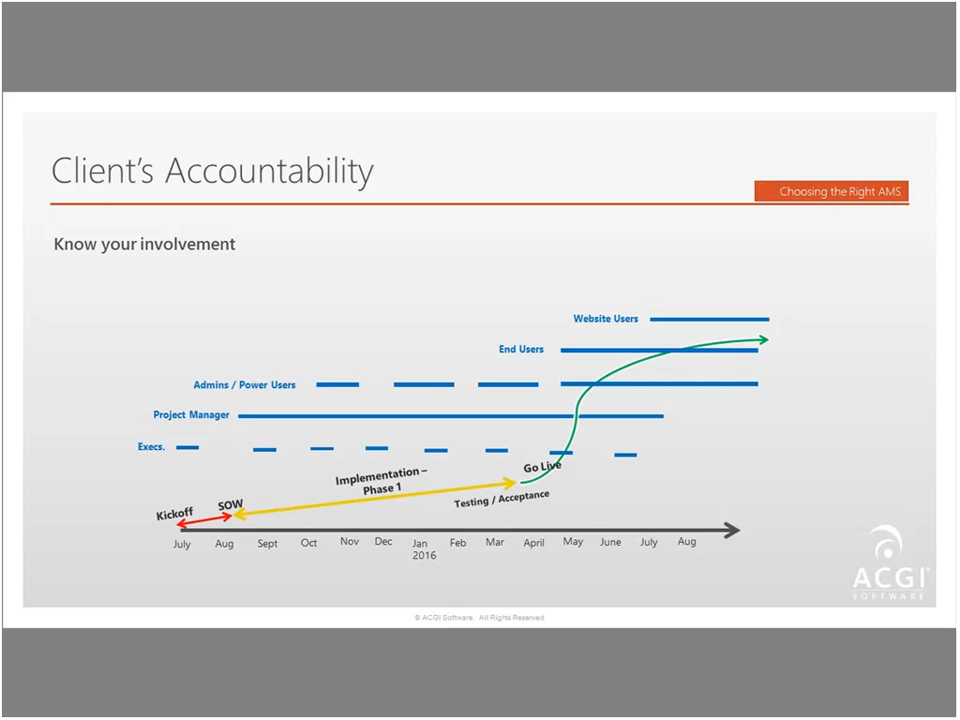 Client's Accountability
Choosing the Right AMS
Know your involvement
Website Users
End Users
Admins / Power Users
Project Manager
Execs.
Go Live
Implementation –
Phase 1
Testing / Acceptance
SOW
Kickoff
July Aug Sept Oct Nov Dec Jan Feb Mar April May June July Aug
2016
ACGI®
SOFTWARE
© ACGI Software. All Rights Reserved